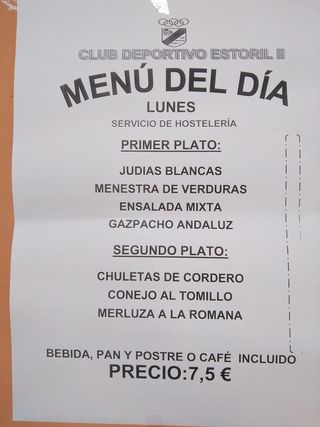 CLUB DEPORTIVO ESTORIL II
MENÚ DEL DÍA
LUNES
SERVICIO DE HOSTELERÍA
PRIMER PLATO:
JUDIAS BLANCAS
MENESTRA DE VERDURAS
ENSALADA MIXTA
GAZPACHO ANDALUZ
SEGUNDO PLATO:
CHULETAS DE CORDERO
CONEJO AL TOMILLO
MERLUZA A LA ROMANA
BEBIDA, PAN Y POSTRE O CAFÉ INCLUIDO
PRECIO:7,5 €